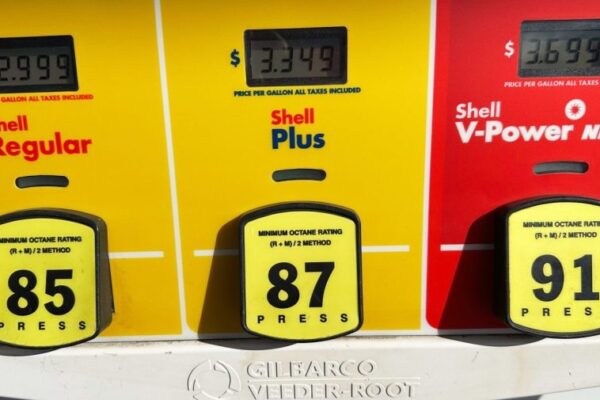 2.999
PER GALLON ALL TAXES INCLUDED
hell
Regular
MINIMUM OCTANE RATING
(R + M) / 2 METHOD
85
PRESS
$ 3.349
PRICE PER GALLON ALL TAXES INCLUDED
Shell
Plus
MINIMUM OCTANE RATING
(R + M) / 2 METHOD
87
PRESS
$ 3.699
PRICE PER GALLON ALL TAXES
Shell
V-Power
MINIMUM OCTANE RATING
(R + M) / 2 METHOD
91
PRESS
GILBARCO
VEEDER-ROOT